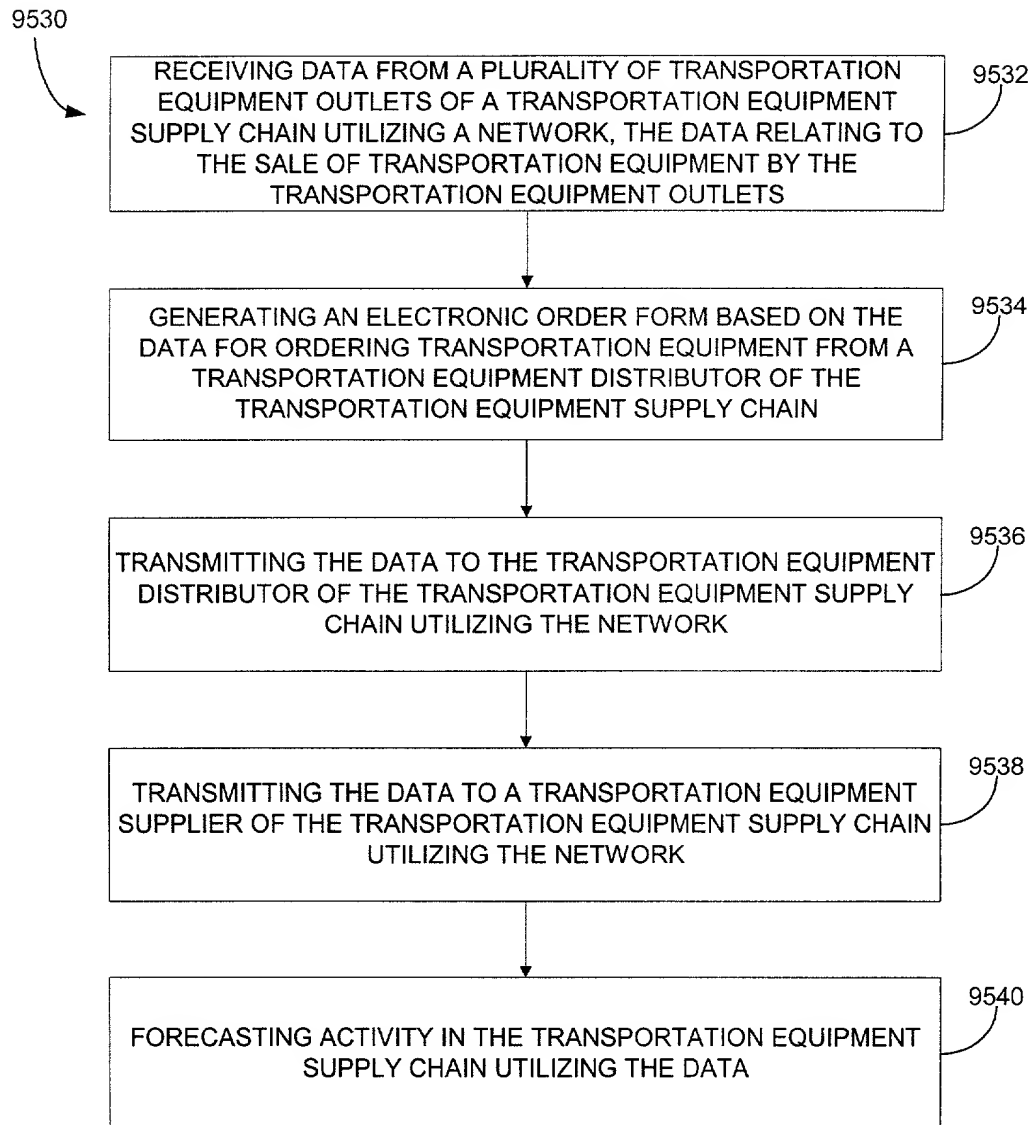 9530
RECEIVING DATA FROM A PLURALITY OF TRANSPORTATION
EQUIPMENT OUTLETS OF A TRANSPORTATION EQUIPMENT
SUPPLY CHAIN UTILIZING A NETWORK, THE DATA RELATING TO
THE SALE OF TRANSPORTATION EQUIPMENT BY THE
TRANSPORTATION EQUIPMENT OUTLETS
9532
GENERATING AN ELECTRONIC ORDER FORM BASED ON THE
DATA FOR ORDERING TRANSPORTATION EQUIPMENT FROM A
TRANSPORTATION EQUIPMENT DISTRIBUTOR OF THE
TRANSPORTATION EQUIPMENT SUPPLY CHAIN
9534
TRANSMITTING THE DATA TO THE TRANSPORTATION EQUIPMENT
DISTRIBUTOR OF THE TRANSPORTATION EQUIPMENT SUPPLY
CHAIN UTILIZING THE NETWORK
9536
TRANSMITTING THE DATA TO A TRANSPORTATION EQUIPMENT
SUPPLIER OF THE TRANSPORTATION EQUIPMENT SUPPLY CHAIN
UTILIZING THE NETWORK
9538
FORECASTING ACTIVITY IN THE TRANSPORTATION EQUIPMENT
SUPPLY CHAIN UTILIZING THE DATA
9540